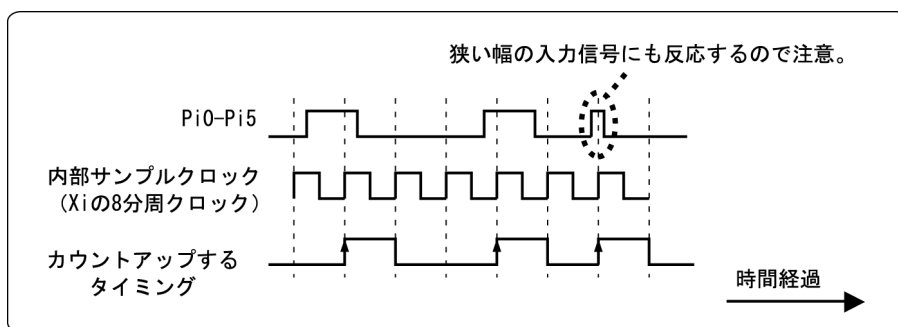 狭い幅の入力信号にも反応するので注意。
Pi0-Pi5
内部サンプルクロック
（Xiの8分周クロック）
カウントアップする
タイミング
時間経過